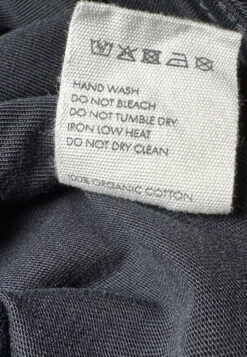 HAND WASH
DO NOT BLEACH
DO NOT TUMBLE DRY
IRON LOW HEAT
DO NOT DRY CLEAN
100% ORGANIC COTTON